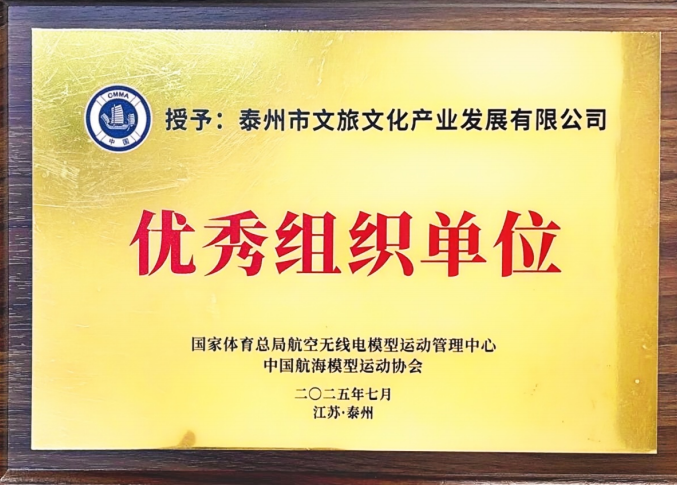 CMMA
中国
授予：泰州市文旅文化产业发展有限公司
优秀组织单位
国家体育总局航空无线电模型运动管理中心
中国航海模型运动协会
二〇二五年七月
江苏·泰州